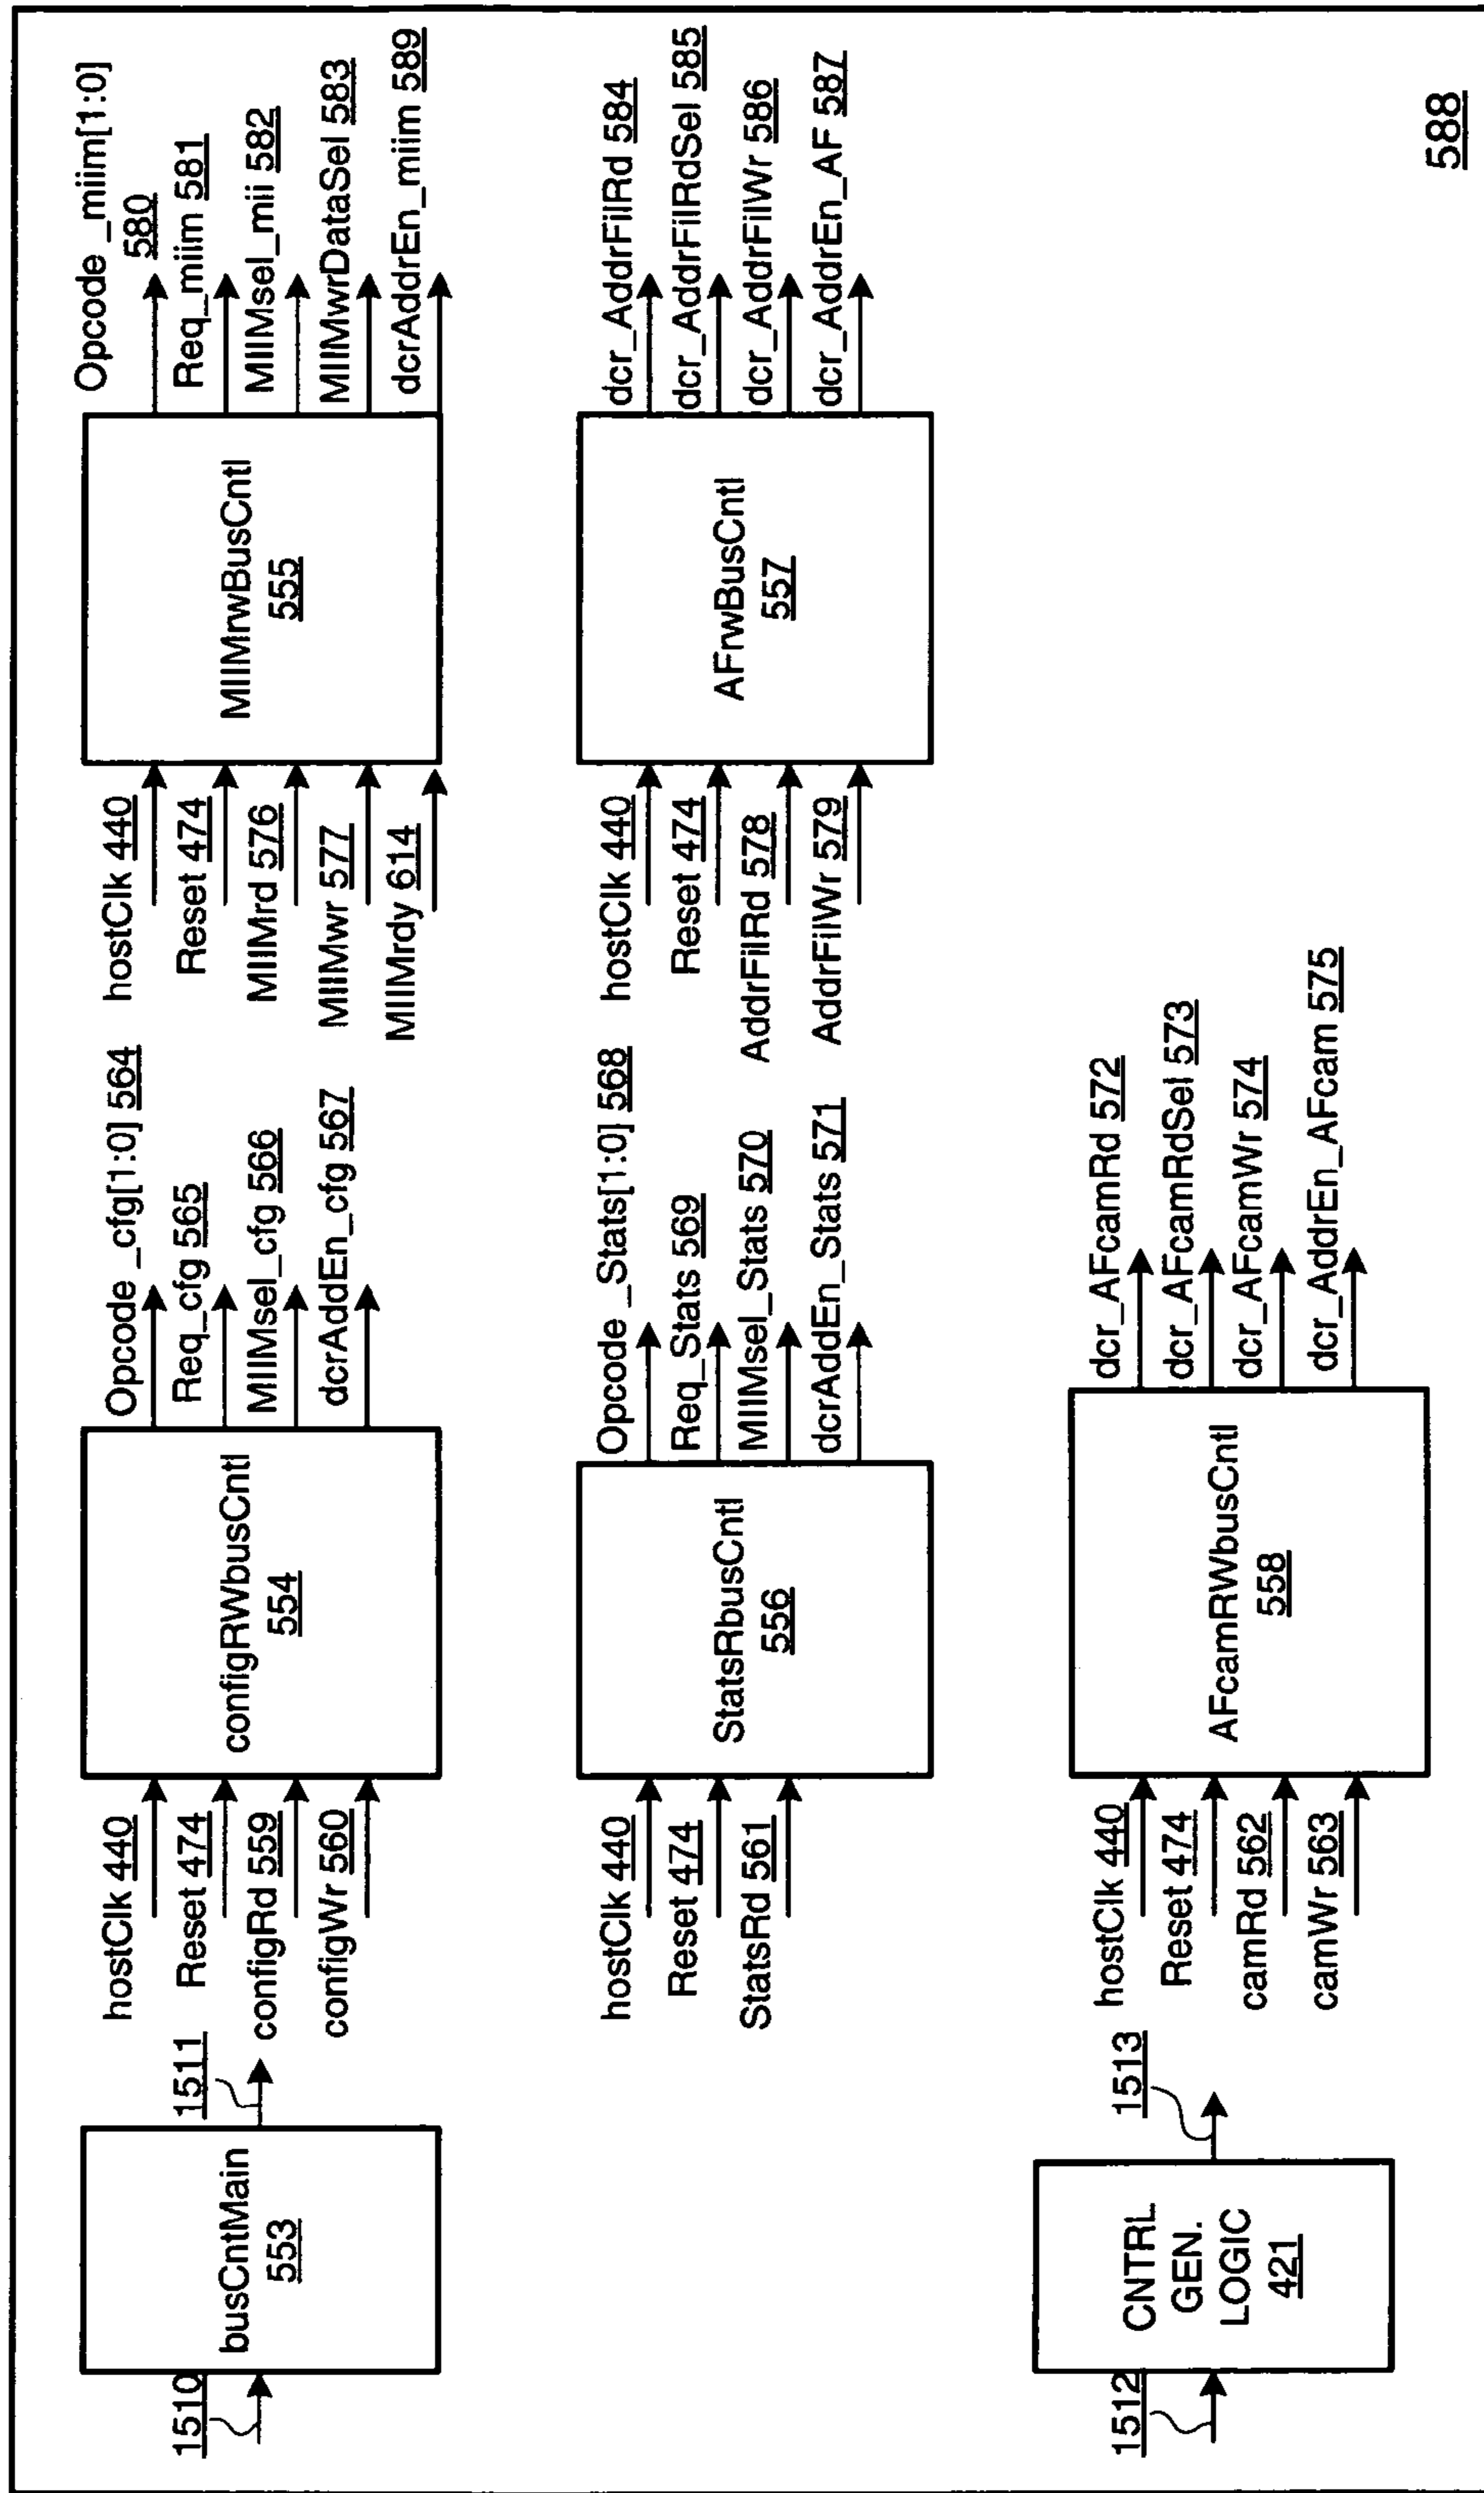 busCntMain
553
1510
1511
hostClk 440
Reset 474
configRd 559
configWr 560
configRWbusCntl
554
Opcode _cfg[1:0] 564
Req_cfg 565
MIIMsel_cfg 566
dcrAddEn_cfg 567
hostClk 440
Reset 474
MIIMrd 576
MIIMwr 577
MIIMrdy 614
MIIMrwBusCntl
555
Opcode _miim[1:0]
580
Req_miim 581
MIIMsel_mii 582
MIIMwrDataSel 583
dcrAddrEn_miim 589
hostClk 440
Reset 474
StatsRd 561
StatsRbusCntl
556
Opcode _Stats[1:0] 568
Req_Stats 569
MIIMsel_Stats 570
dcrAddEn_Stats 571
hostClk 440
Reset 474
AddrFilRd 578
AddrFilWr 579
AFrwBusCntl
557
dcr_AddrFilRd 584
dcr_AddrFilRdSel 585
dcr_AddrFilWr 586
dcr_AddrEn_AF 587
1512
CNTRL
GEN.
LOGIC
421
1513
hostClk 440
Reset 474
camRd 562
camWr 563
AFcamRWbusCntl
558
dcr_AFcamRd 572
dcr_AFcamRdSel 573
dcr_AFcamWr 574
dcr_AddrEn_AFcam 575
588